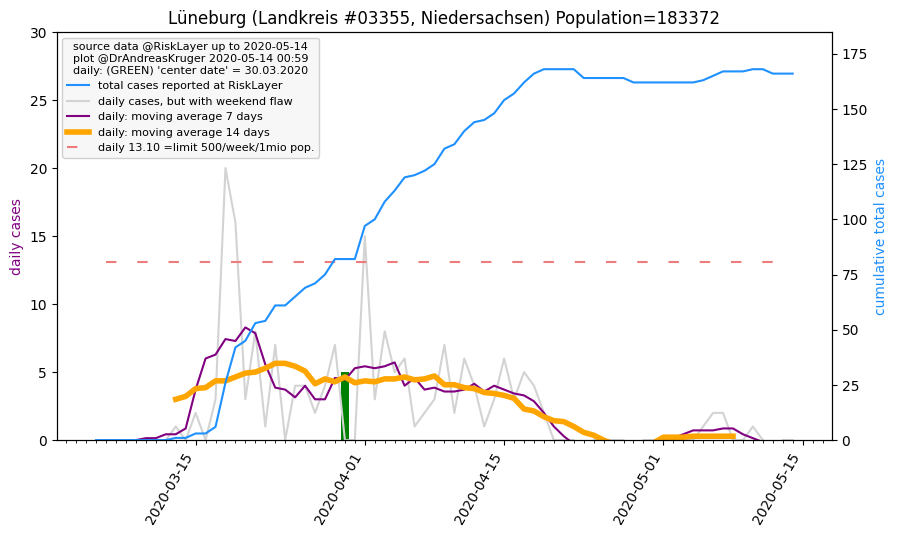 Lüneburg (Landkreis #03355, Niedersachsen) Population=183372
source data @RiskLayer up to 2020-05-14
plot @DrAndreasKruger 2020-05-14 00:59
daily: (GREEN) 'center date' = 30.03.2020
total cases reported at RiskLayer
daily cases, but with weekend flaw
daily: moving average 7 days
daily: moving average 14 days
daily 13.10 =limit 500/week/1mio pop.
daily cases
30
25
20
15
10
5
0
175
150
125
100
75
50
25
0
cumulative total cases
2020-03-15
2020-04-01
2020-04-15
2020-05-01
2020-05-15